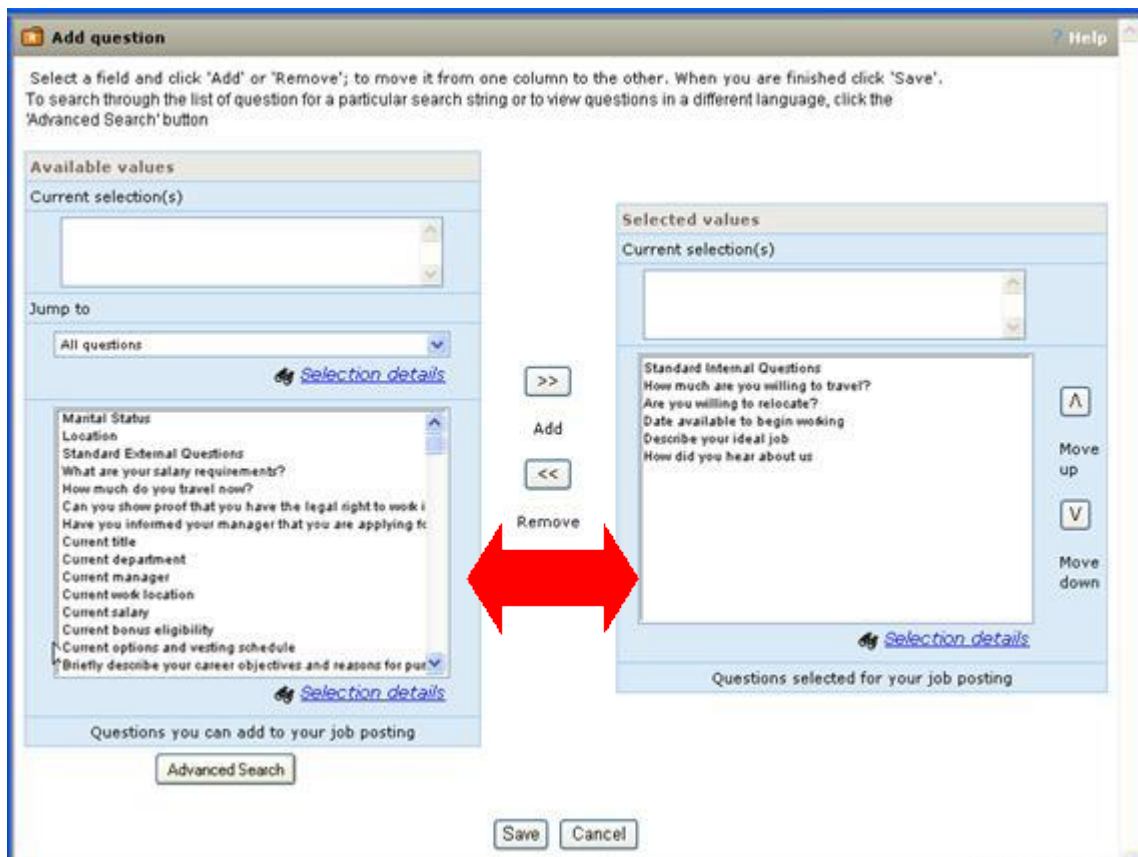 Add question
? Help
Select a field and click 'Add' or 'Remove'; to move it from one column to the other. When you are finished click 'Save'.
To search through the list of question for a particular search string or to view questions in a different language, click the
'Advanced Search' button
Available values
Current selection(s)
Jump to
All questions
Selection details
Marital Status
Location
Standard External Questions
What are your salary requirements?
How much do you travel now?
Can you show proof that you have the legal right to work i
Have you informed your manager that you are applying fo
Current title
Current department
Current manager
Current work location
Current salary
Current bonus eligibility
Current options and vesting schedule
Briefly describe your career objectives and reasons for pur
Selection details
Questions you can add to your job posting
Advanced Search
>>
Add
<<
Remove
Selected values
Current selection(s)
Standard Internal Questions
How much are you willing to travel?
Are you willing to relocate?
Date available to begin working
Describe your ideal job
How did you hear about us
Selection details
Questions selected for your job posting
Λ
Move
up
V
Move
down
Save
Cancel